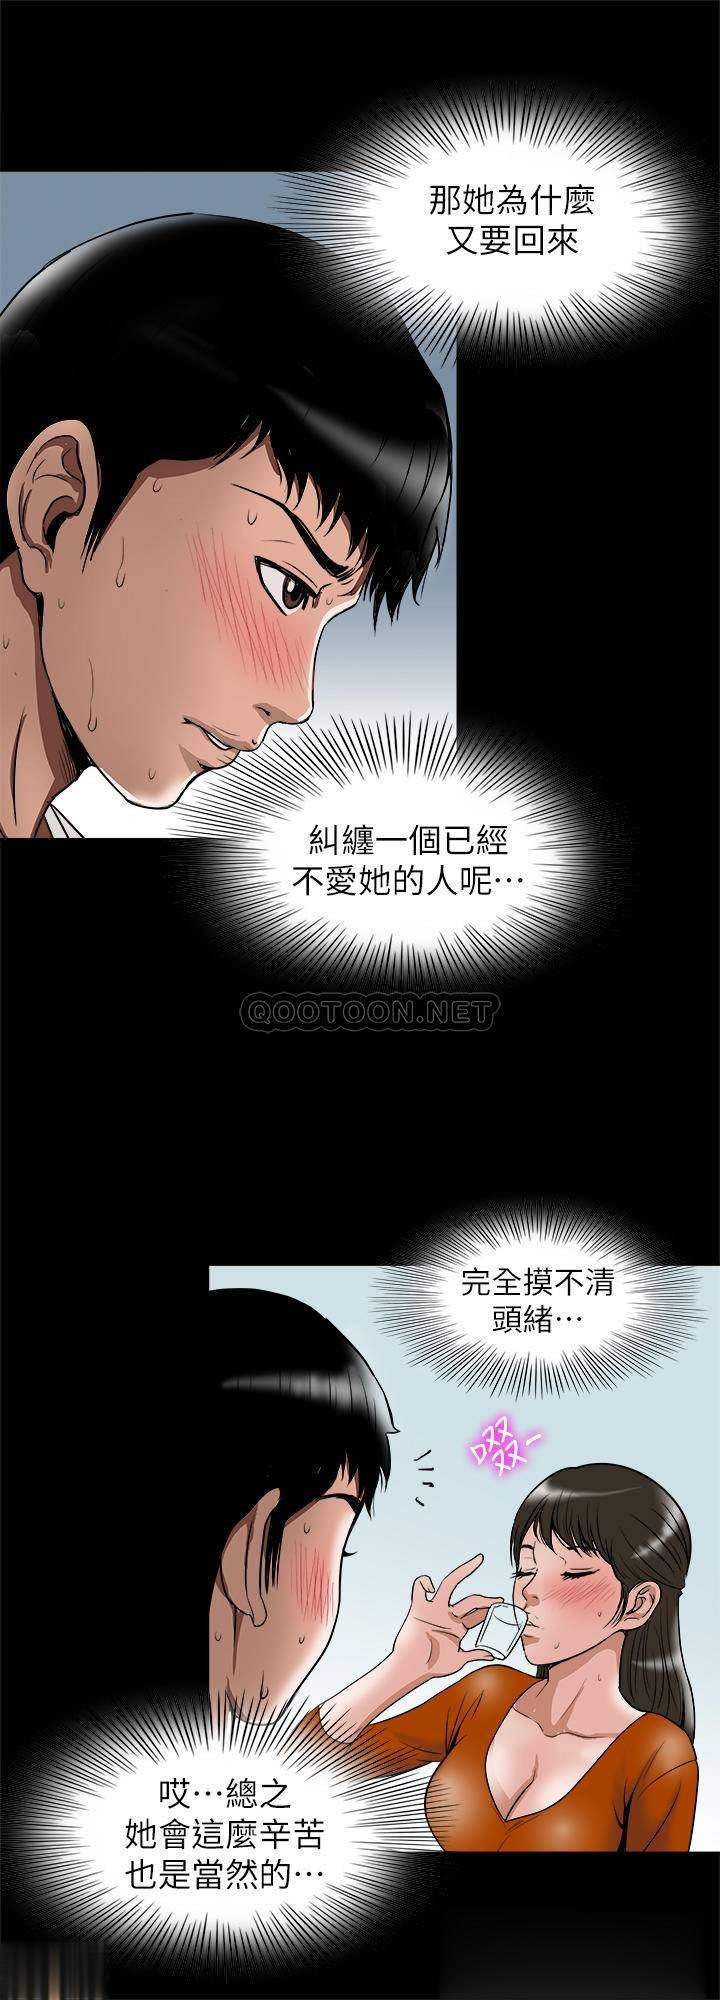 那她為什麼
又要回來
糾纏一個已經
不愛她的人呢…
QOOTOON.NET
完全摸不清
頭緒…
啜啜~
哎…總之
她會這麼辛苦
也是當然的…